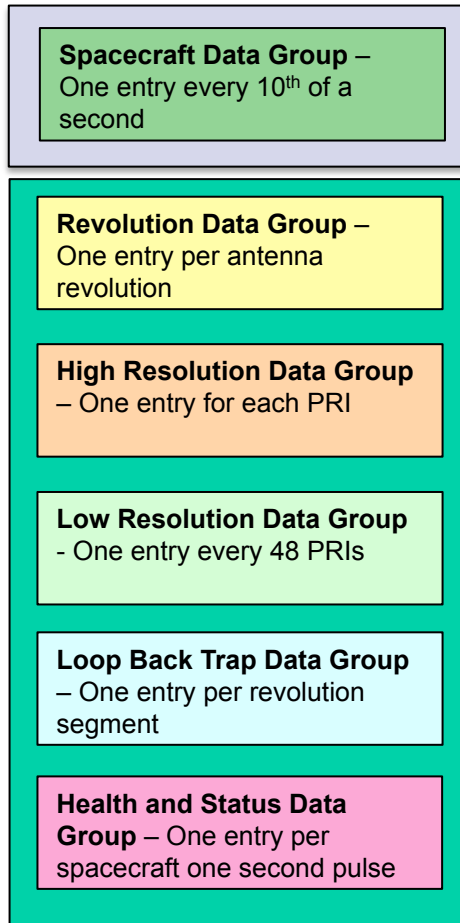 Spacecraft Data Group –
One entry every 10th of a
second
Revolution Data Group –
One entry per antenna
revolution
High Resolution Data Group
– One entry for each PRI
Low Resolution Data Group
- One entry every 48 PRIs
Loop Back Trap Data Group
– One entry per revolution
segment
Health and Status Data
Group – One entry per
spacecraft one second pulse